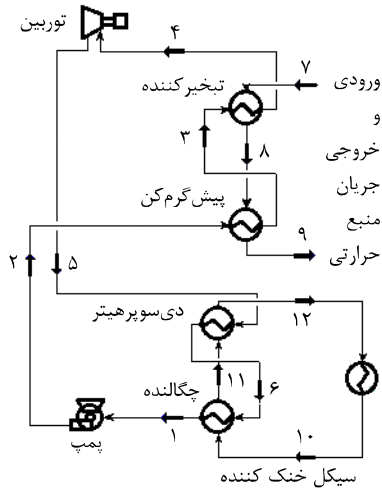 توربین
۴
۷
ورودی
تبخیرکننده
و
۳
خروجی
۸
جریان
پیش‌گرم‌کن
منبع
۹
حرارتی
۲
۵
دی‌سوپرهیتر
۱۲
چگالنده
۱۱
۶
۱
پمپ
۱۰
سیکل خنک کننده